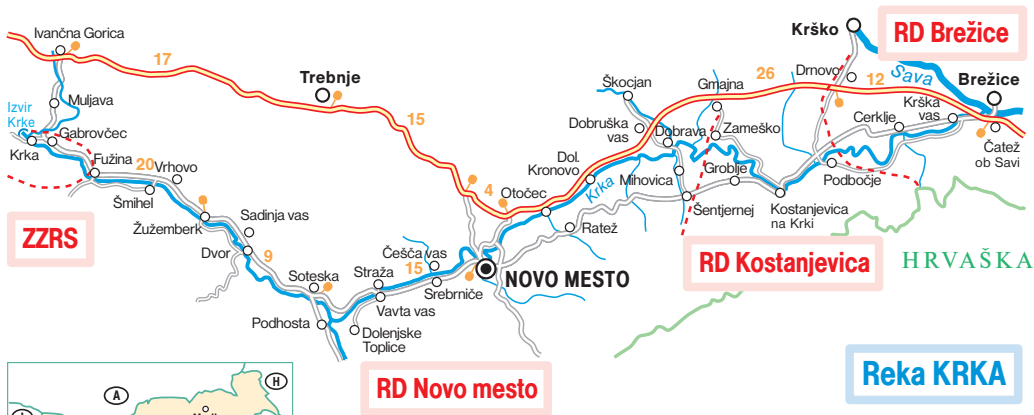 Ivančna Gorica
17
Trebnje
15
Krško
RD Brežice
Drnovo
26
12
Sava
Brežice
Škocjan
Gmajna
Krška
vas
Cerklje
Izvir
Krke
Muljava
Gabrovčec
Krka
Fužina
20
Vrhovo
Šmihel
Žužemberk
Sadinja vas
Dvor
9
Dobruška
vas
Dobrava
Zameško
Dol.
Kronovo
Krka
Mihovica
Groblje
Podbočje
Čatež
ob Savi
4
Otočec
Šentjernej
Kostanjevica
na Krki
Ratež
ZZRS
Češča vas
15
Soteska
Straža
NOVO MESTO
Srebrniče
Vavta vas
Podhosta
Dolenjske
Toplice
RD Kostanjevica
HRVAŠKA
RD Novo mesto
Reka KRKA
A
H